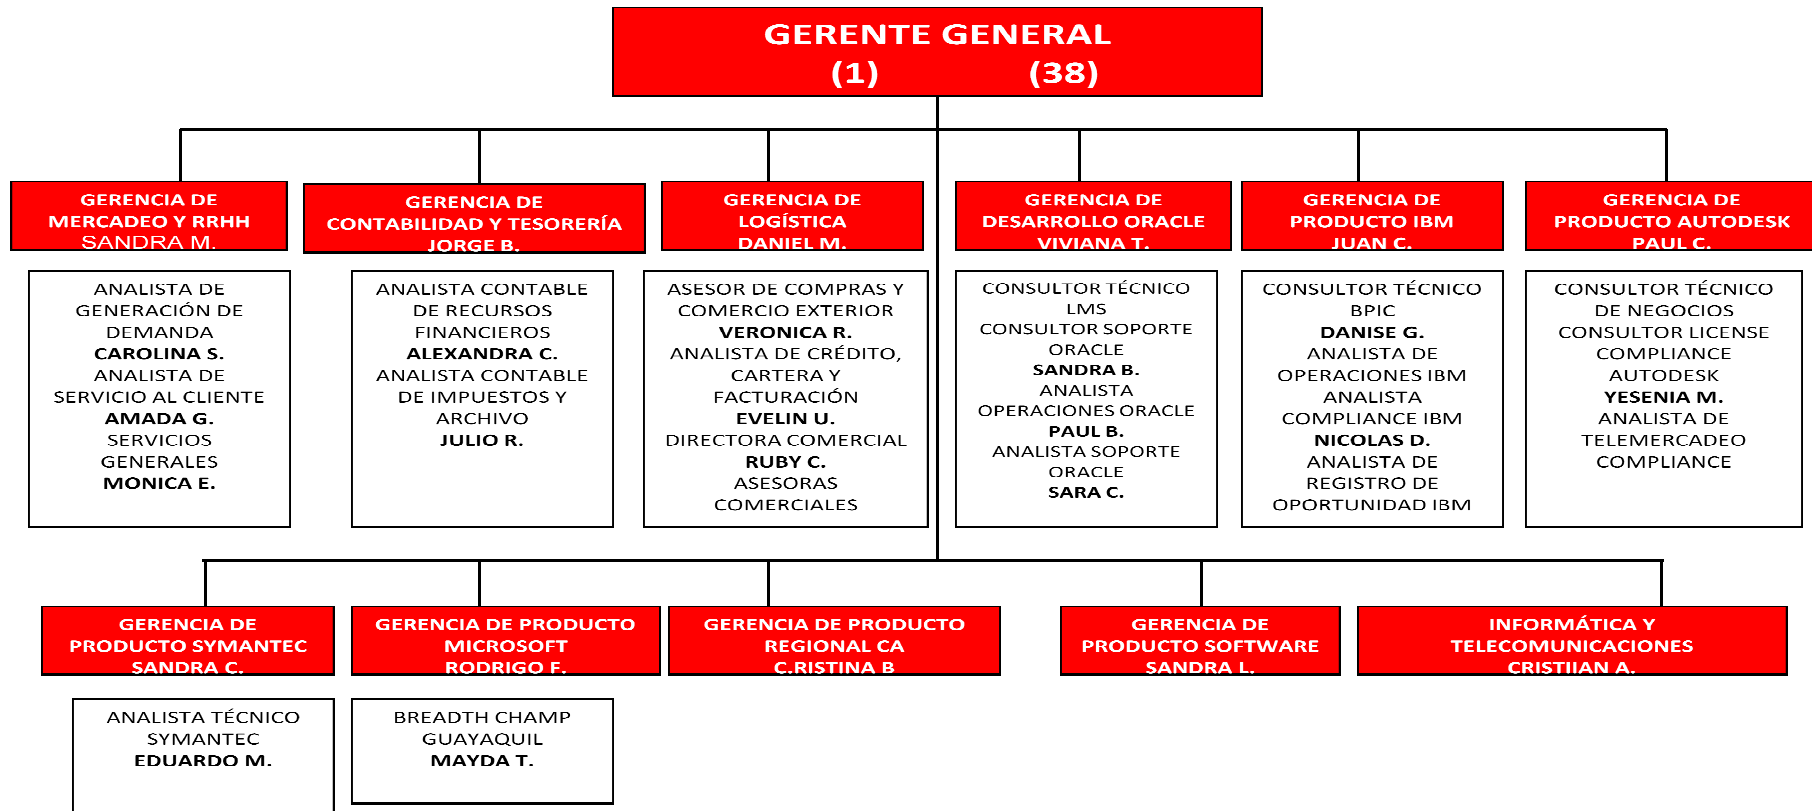 GERENTE GENERAL
(1) (38)
GERENCIA DE
MERCADEO Y RRHH
SANDRA M.
GERENCIA DE
CONTABILIDAD Y TESORERÍA
JORGE B.
GERENCIA DE
LOGÍSTICA
DANIEL M.
GERENCIA DE
DESARROLLO ORACLE
VIVIANA T.
GERENCIA DE
PRODUCTO IBM
JUAN C.
GERENCIA DE
PRODUCTO AUTODESK
PAUL C.
ANALISTA DE
GENERACIÓN DE
DEMANDA
CAROLINA S.
ANALISTA DE
SERVICIO AL CLIENTE
AMADA G.
SERVICIOS
GENERALES
MONICA E.
ANALISTA CONTABLE
DE RECURSOS
FINANCIEROS
ALEXANDRA C.
ANALISTA CONTABLE
DE IMPUESTOS Y
ARCHIVO
JULIO R.
ASESOR DE COMPRAS Y
COMERCIO EXTERIOR
VERONICA R.
ANALISTA DE CRÉDITO,
CARTERA Y
FACTURACIÓN
EVELIN U.
DIRECTORA COMERCIAL
RUBY C.
ASESORAS
COMERCIALES
CONSULTOR TÉCNICO
LMS
CONSULTOR SOPORTE
ORACLE
SANDRA B.
ANALISTA
OPERACIONES ORACLE
PAUL B.
ANALISTA SOPORTE
ORACLE
SARA C.
CONSULTOR TÉCNICO
BPIC
DANISE G.
ANALISTA DE
OPERACIONES IBM
ANALISTA
COMPLIANCE IBM
NICOLAS D.
ANALISTA DE
REGISTRO DE
OPORTUNIDAD IBM
CONSULTOR TÉCNICO
DE NEGOCIOS
CONSULTOR LICENSE
COMPLIANCE
AUTODESK
YESENIA M.
ANALISTA DE
TELEMERCADEO
COMPLIANCE
GERENCIA DE
PRODUCTO SYMANTEC
SANDRA C.
GERENCIA DE PRODUCTO
MICROSOFT
RODRIGO F.
GERENCIA DE PRODUCTO
REGIONAL CA
C.RISTINA B
GERENCIA DE
PRODUCTO SOFTWARE
SANDRA L.
INFORMÁTICA Y
TELECOMUNICACIONES
CRISTIIAN A.
ANALISTA TÉCNICO
SYMANTEC
EDUARDO M.
BREADTH CHAMP
GUAYAQUIL
MAYDA T.